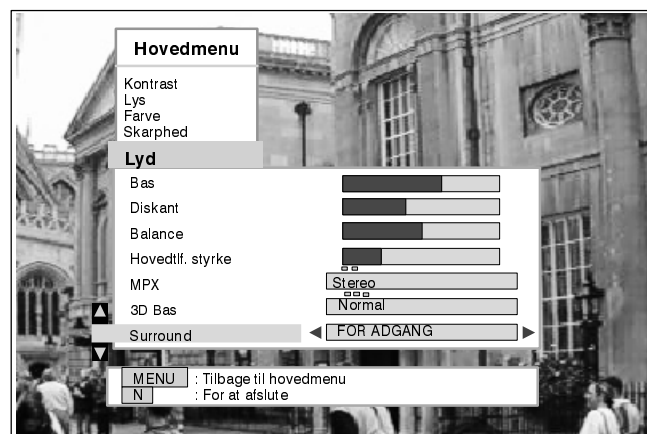 Hovedmenu
Kontrast
Lys
Farve
Skarphed
Lyd
Bas
Diskant
Balance
Hovedtlf. styrke
MPX Stereo
3D Bas Normal
Surround FOR ADGANG
MENU : Tilbage til hovedmenu
N : For at afslute